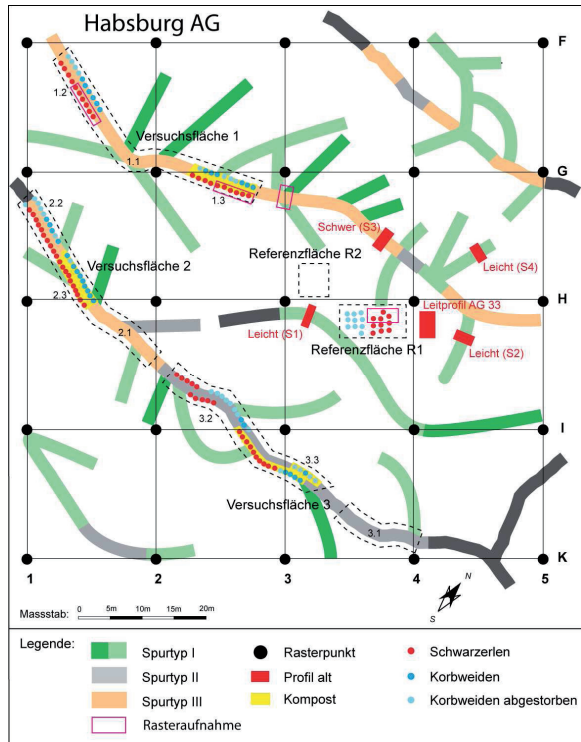 Habsburg AG
F
1.2
Versuchsfläche 1
1.1
G
1.3
2.2
Schwer (S3)
Referenzfläche R2
Leicht (S4)
Versuchsfläche 2
2.3
H
Leitprofil AG 33
Leicht (S1)
2.1
Referenzfläche R1
Leicht (S2)
3.2
I
3.3
Versuchsfläche 3
3.1
K
1 2 3 4 5
N
S
Massstab: 0 5m 10m 15m 20m
Legende:
Spurtyp I
Spurtyp II
Spurtyp III
Rasteraufnahme
Rasterpunkt
Profil alt
Kompost
Schwarzerlen
Korbweiden
Korbweiden abgestorben